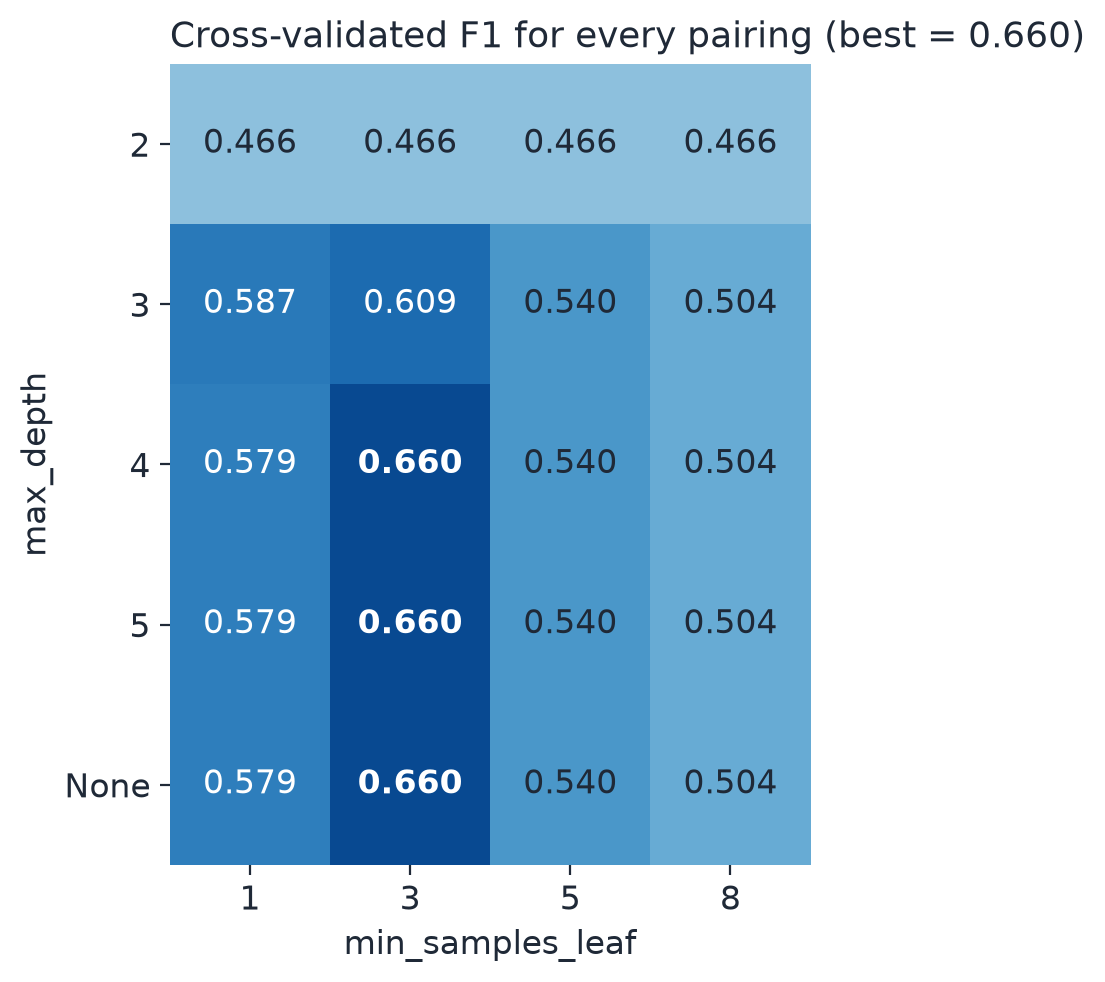 Cross-validated F1 for every pairing (best = 0.660)
max_depth
2 0.466 0.466 0.466 0.466
3 0.587 0.609 0.540 0.504
4 0.579 0.660 0.540 0.504
5 0.579 0.660 0.540 0.504
None 0.579 0.660 0.540 0.504
1 3 5 8
min_samples_leaf